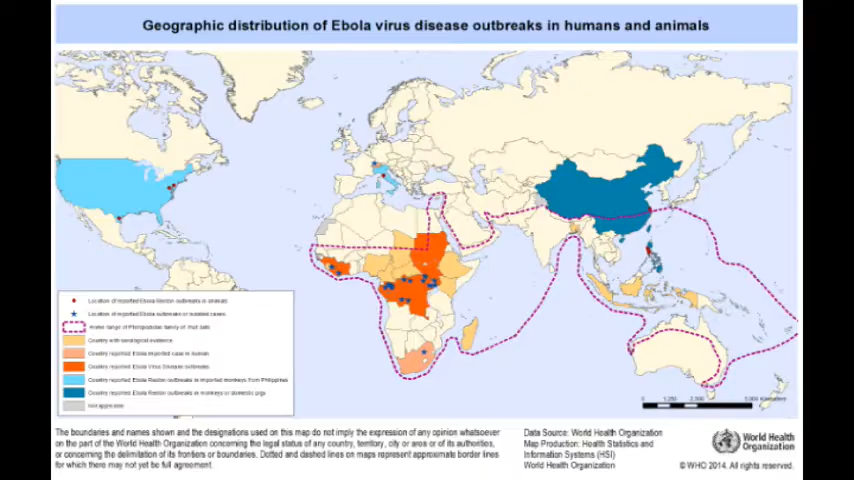 Geographic distribution of Ebola virus disease outbreaks in humans and animals
Location of reported Ebola Reston outbreaks in animals
Location of reported Ebola outbreaks or isolated cases
Home range of Pteropodidae family of fruit bats
Country with serological evidence
Country reported Ebola imported case in human
Country reported Ebola Virus Disease outbreaks
Country reported Ebola Reston outbreaks in imported monkeys from Philippines
Country reported Ebola Reston outbreaks in monkeys or domestic pigs
Not applicable
The boundaries and names shown and the designations used on this map do not imply the expression of any opinion whatsoever
on the part of the World Health Organization concerning the legal status of any country, territory, city or area or of its authorities,
or concerning the delimitation of its frontiers or boundaries. Dotted and dashed lines on maps represent approximate border lines
for which there may not yet be full agreement.
Data Source: World Health Organization
Map Production: Health Statistics and
Information Systems (HSI)
World Health Organization
World Health
Organization
© WHO 2014. All rights reserved.